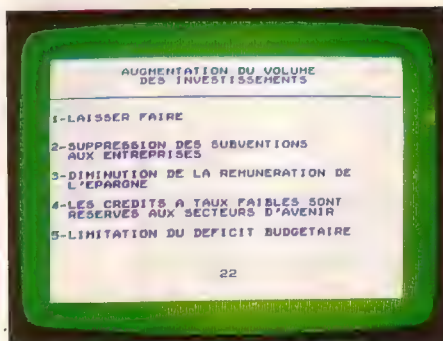 AUGMENTATION DU VOLUME
DES INVESTISSEMENTS
1-LAISSER FAIRE
2-SUPPRESSION DES SUBVENTIONS
AUX ENTREPRISES
3-DIMINUTION DE LA REMUNERATION DE
L'EPARGNE
4-LES CREDITS A TAUX FAIBLES SONT
RESERVES AUX SECTEURS D'AVENIR
5-LIMITATION DU DEFICIT BUDGETAIRE
22